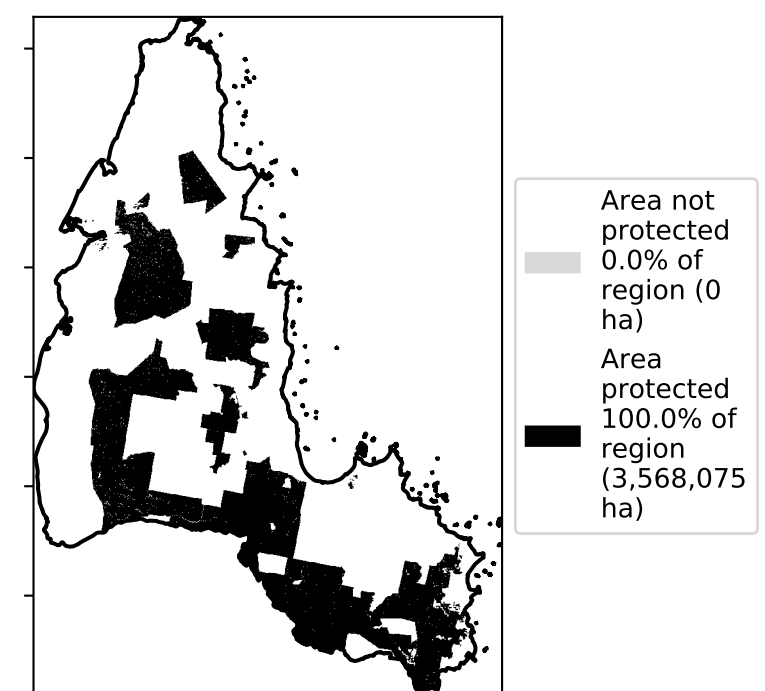 Area not
protected
0.0% of
region (0
ha)
Area
protected
100.0% of
region
(3,568,075
ha)